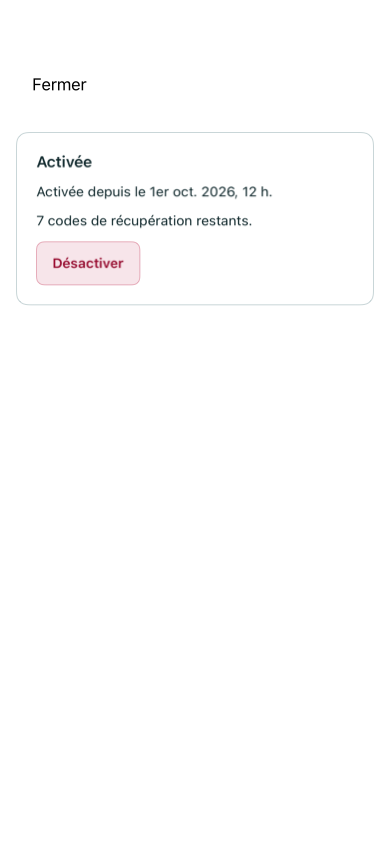 Fermer
Activée
Activée depuis le 1er oct. 2026, 12 h.
7 codes de récupération restants.
Désactiver